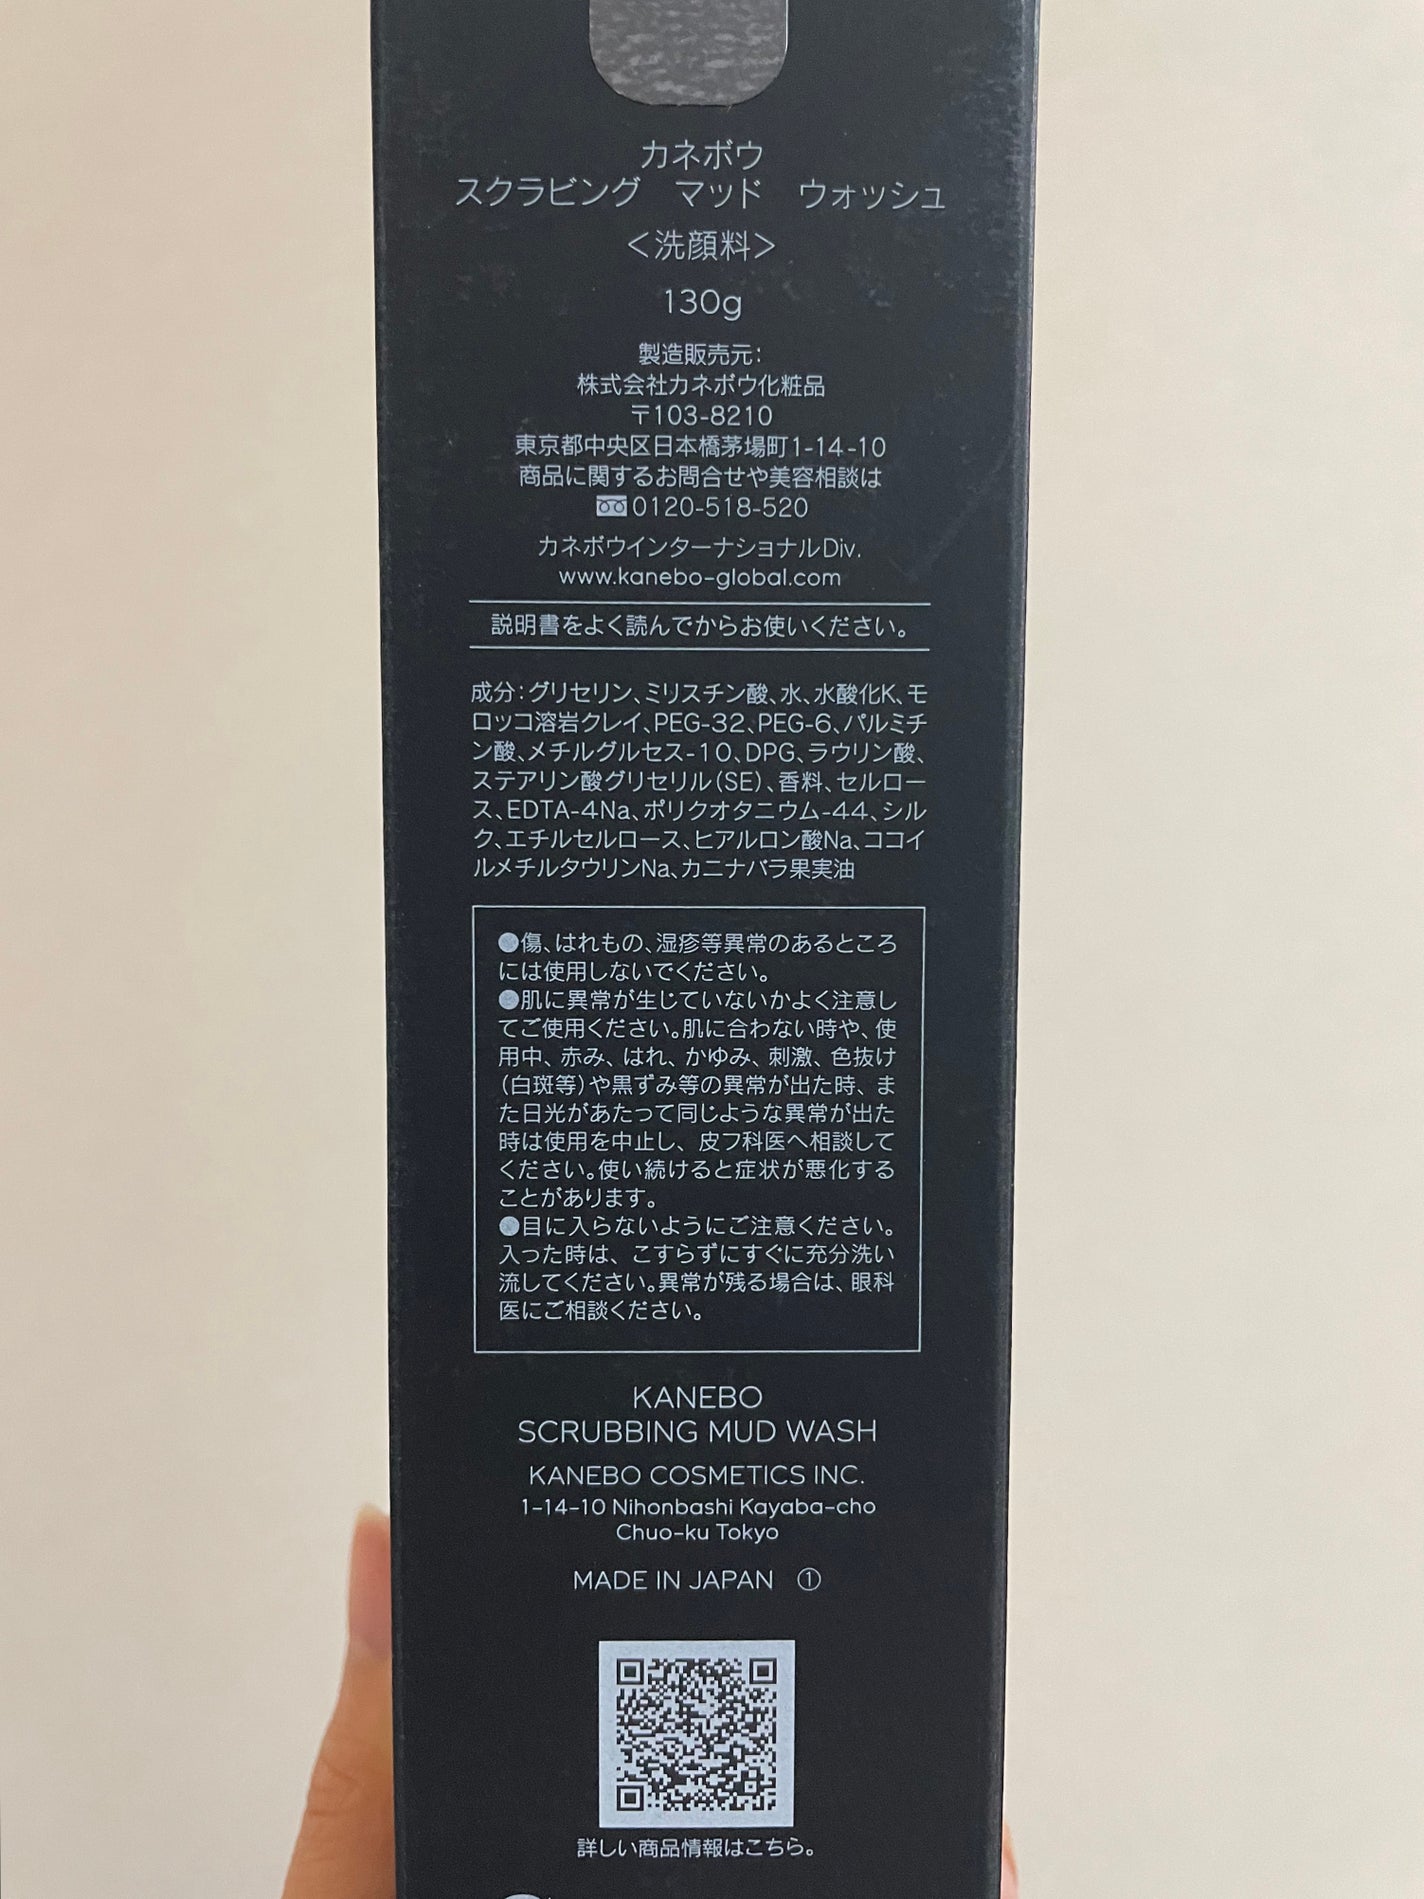 カネボウ
スクラビング　マッド　ウォッシュ
＜洗顔料＞
130g
製造販売元：
株式会社カネボウ化粧品
〒103-8210
東京都中央区日本橋茅場町1-14-10
商品に関するお問合せや美容相談は
0120-518-520
カネボウインターナショナルDiv.
www.kanebo-global.com
説明書をよく読んでからお使いください。
成分：グリセリン、ミリスチン酸、水、水酸化K、モ
ロッコ溶岩クレイ、PEG-32、PEG-6、パルミチ
ン酸、メチルグルセス-10、DPG、ラウリン酸、
ステアリン酸グリセリル（SE）、香料、セルロー
ス、EDTA-4Na、ポリクオタニウム-44、シル
ク、エチルセルロース、ヒアルロン酸Na、ココイ
ルメチルタウリンNa、カニナバラ果実油
●傷、はれもの、湿疹等異常のあるところ
には使用しないでください。
●肌に異常が生じていないかよく注意し
てご使用ください。肌に合わない時や、使
用中、赤み、はれ、かゆみ、刺激、色抜け
（白斑等）や黒ずみ等の異常が出た時、ま
た日光があたって同じような異常が出た
時は使用を中止し、皮フ科医へ相談して
ください。使い続けると症状が悪化する
ことがあります。
●目に入らないようにご注意ください。
入った時は、こすらずにすぐに充分洗い
流してください。異常が残る場合は、眼科
医にご相談ください。
KANEBO
SCRUBBING MUD WASH
KANEBO COSMETICS INC.
1-14-10 Nihonbashi Kayaba-cho
Chuo-ku Tokyo
MADE IN JAPAN ①
詳しい商品情報はこちら。